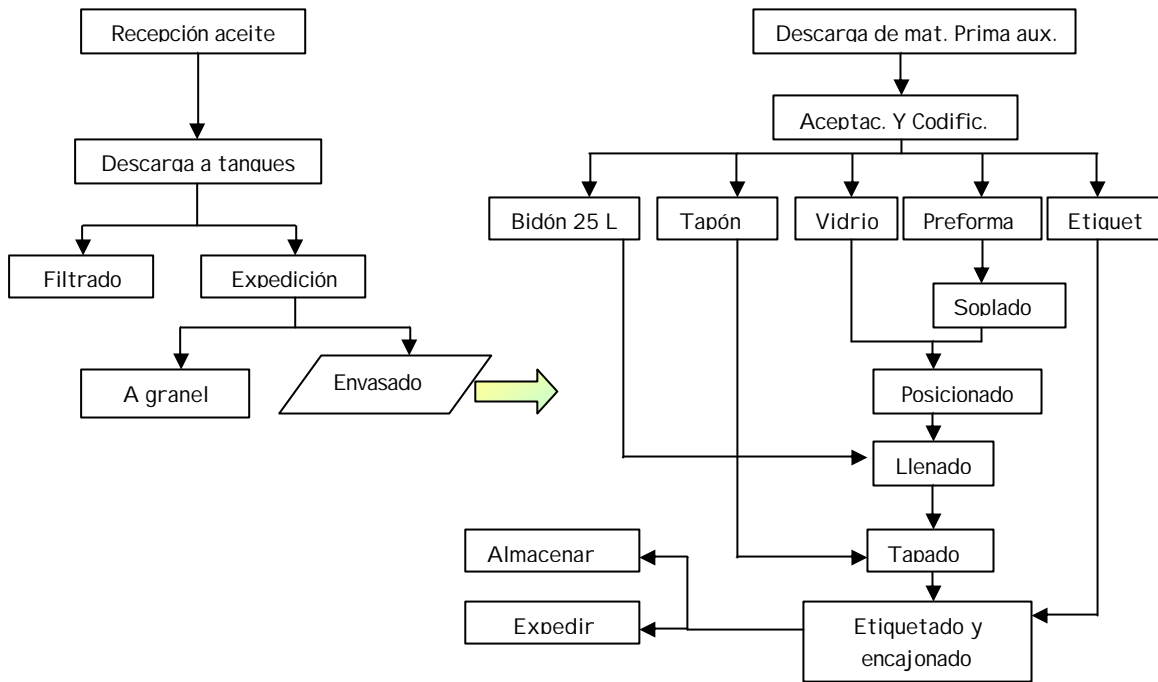 Recepción aceite
Descarga a tanques
Filtrado
Expedición
A granel
Envasado
Descarga de mat. Prima aux.
Aceptac. Y Codific.
Bidón 25 L
Tapón
Vidrio
Preforma
Etiquet
Soplado
Posicionado
Llenado
Tapado
Etiquetado y
encajonado
Almacenar
Expedir